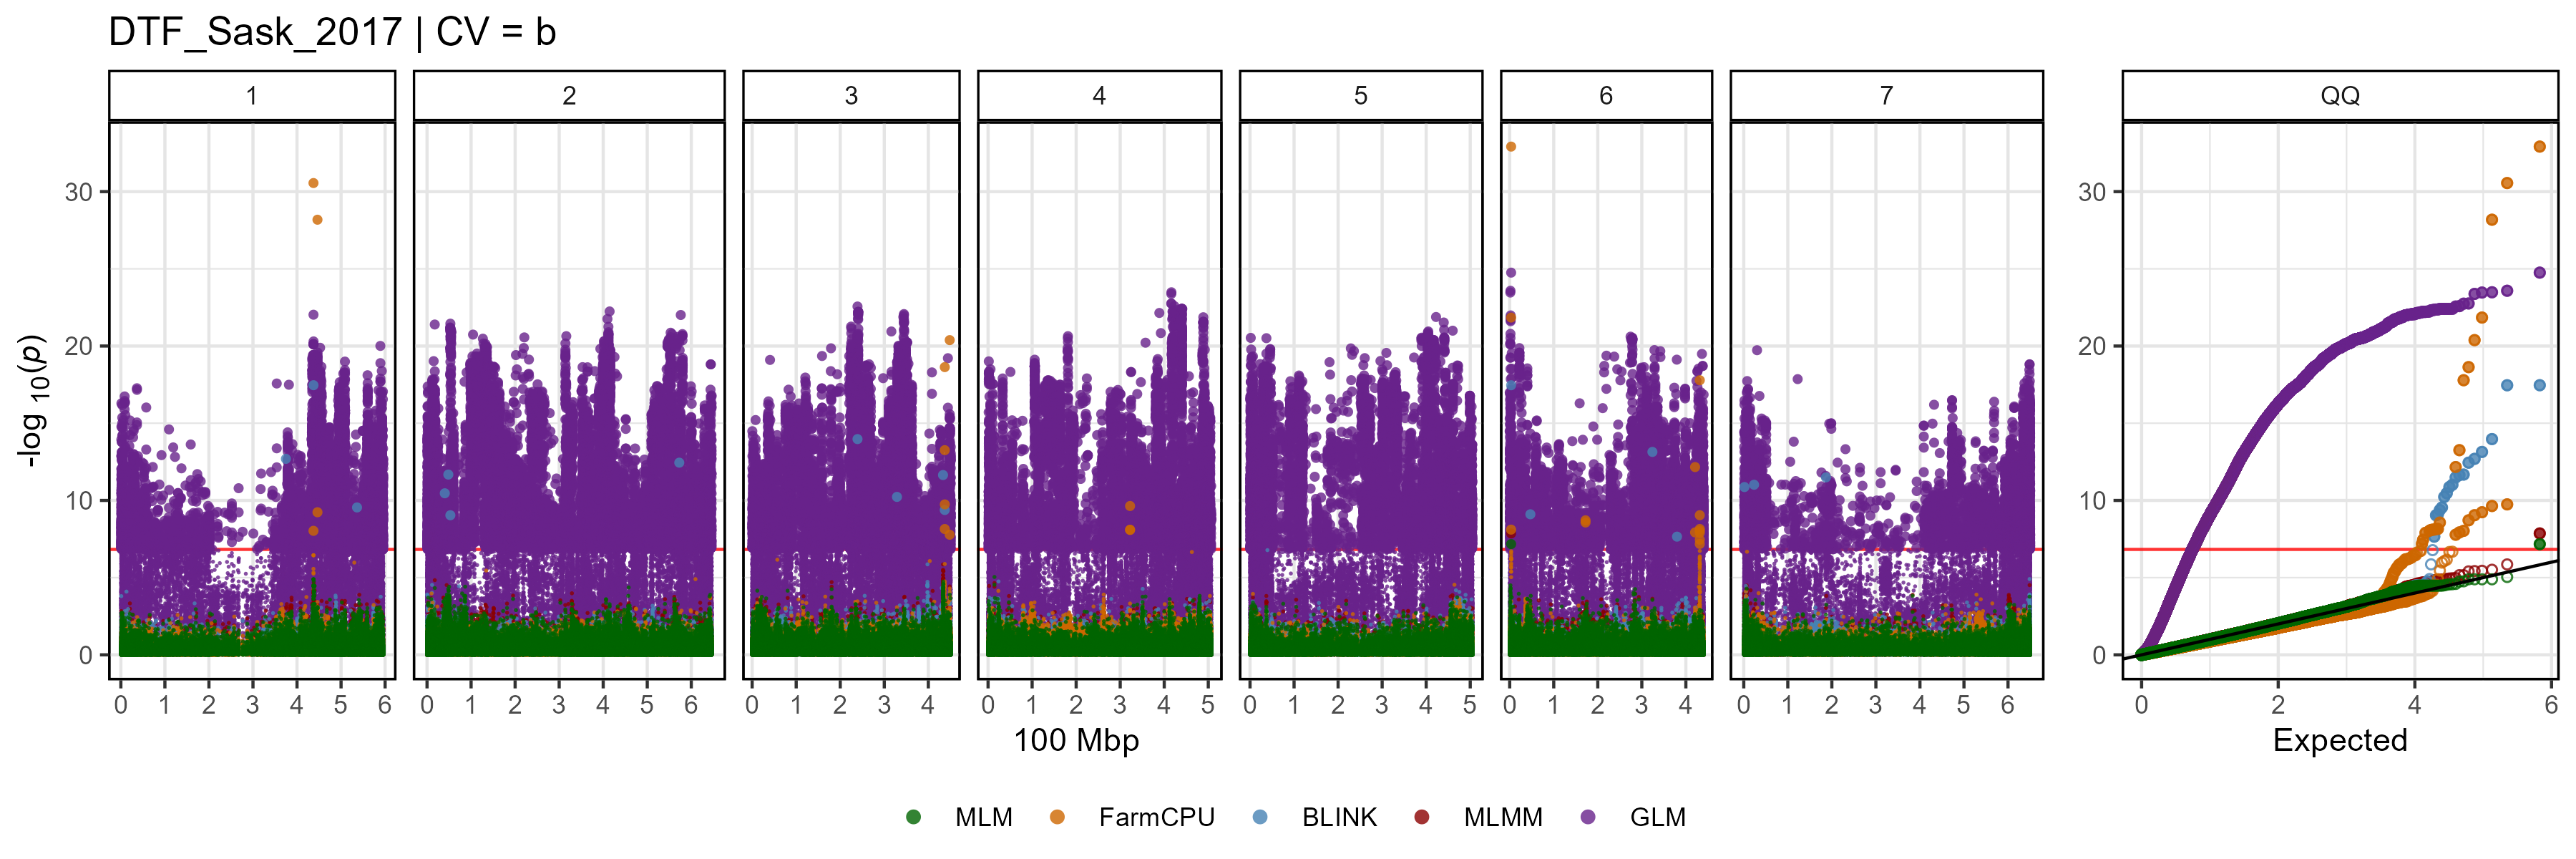 DTF_Sask_2017 | CV = b
1 2 3 4 5 6 7 QQ
-log 10(p)
30 30
20 20
10 10
0 0
0 1 2 3 4 5 6 0 1 2 3 4 5 6 0 1 2 3 4 0 1 2 3 4 5 0 1 2 3 4 5 0 1 2 3 4 0 1 2 3 4 5 6 0 2 4 6
100 Mbp Expected
MLM FarmCPU BLINK MLMM GLM